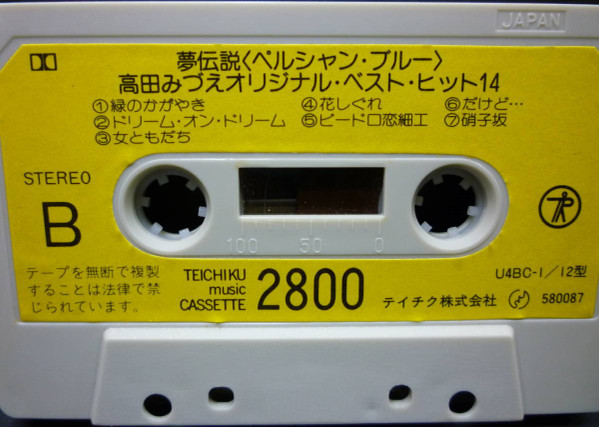 JAPAN
夢伝説〈ペルシャン・ブルー〉
高田みづえオリジナル・ベスト・ヒット14
①緑のかがやき ④花しぐれ ⑥だけど…
②ドリーム・オン・ドリーム ⑤ビードロ恋細工 ⑦硝子坂
③女ともだち
STEREO
B
100 50 0
テープを無断で複製
することは法律で禁
じられています。
TEICHIKU
music
CASSETTE
2800
U4BC-1/12型
テイチク株式会社 580087